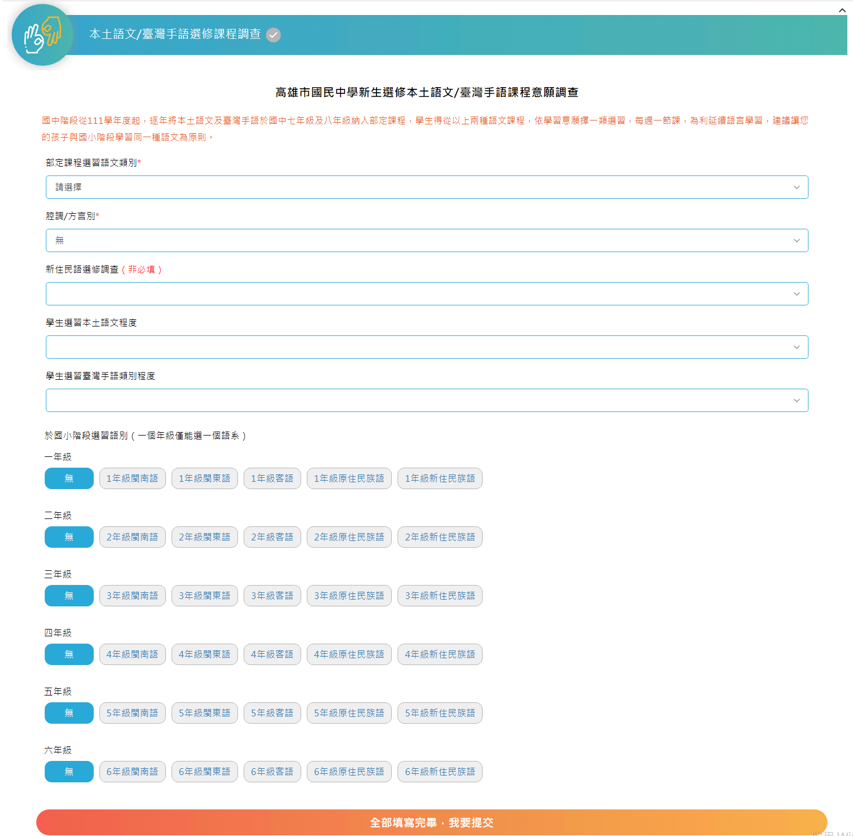 本土語文/臺灣手語選修課程調查
高雄市國民中學新生選修本土語文/臺灣手語課程意願調查
國中階段從111學年度起，逐年將本土語文及臺灣手語於國中七年級及八年級納入部定課程，學生得從以上兩種語文課程，依學習意願擇一類選習，每週一節課，為利延續語言學習，建議讓您
的孩子與國小階段學習同一種語文為原則。
部定課程選習語文類別*
請選擇
腔調/方言別*
無
新住民語選修調查（非必填）
學生選習本土語文程度
學生選習臺灣手語類別程度
於國小階段選習語別（一個年級僅能選一個語系）
一年級
無 1年級閩南語 1年級閩東語 1年級客語 1年級原住民族語 1年級新住民族語
二年級
無 2年級閩南語 2年級閩東語 2年級客語 2年級原住民族語 2年級新住民族語
三年級
無 3年級閩南語 3年級閩東語 3年級客語 3年級原住民族語 3年級新住民族語
四年級
無 4年級閩南語 4年級閩東語 4年級客語 4年級原住民族語 4年級新住民族語
五年級
無 5年級閩南語 5年級閩東語 5年級客語 5年級原住民族語 5年級新住民族語
六年級
無 6年級閩南語 6年級閩東語 6年級客語 6年級原住民族語 6年級新住民族語
全部填寫完畢，我要提交